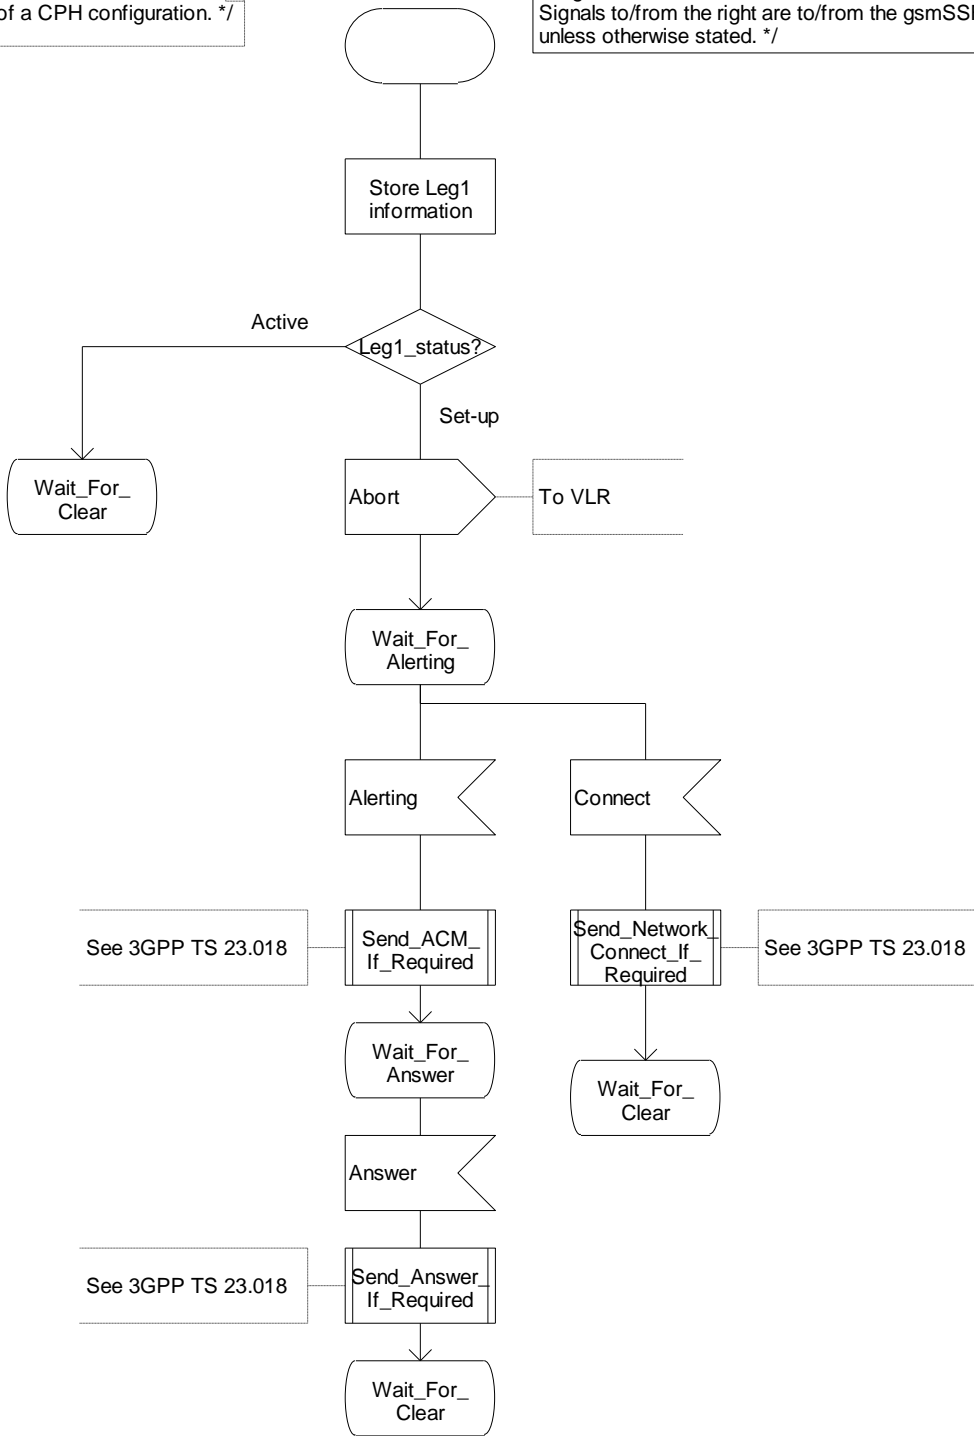 of a CPH configuration. */
Signals to/from the right are to/from the gsmSSF
unless otherwise stated. */
Store Leg1
information
Active
Leg1_status?
Set-up
Wait_For_
Clear
Abort
To VLR
Wait_For_
Alerting
Alerting
Connect
See 3GPP TS 23.018
Send_ACM_
If_Required
Send_Network_
Connect_If_
Required
See 3GPP TS 23.018
Wait_For_
Answer
Wait_For_
Clear
Answer
See 3GPP TS 23.018
Send_Answer_
If_Required
Wait_For_
Clear